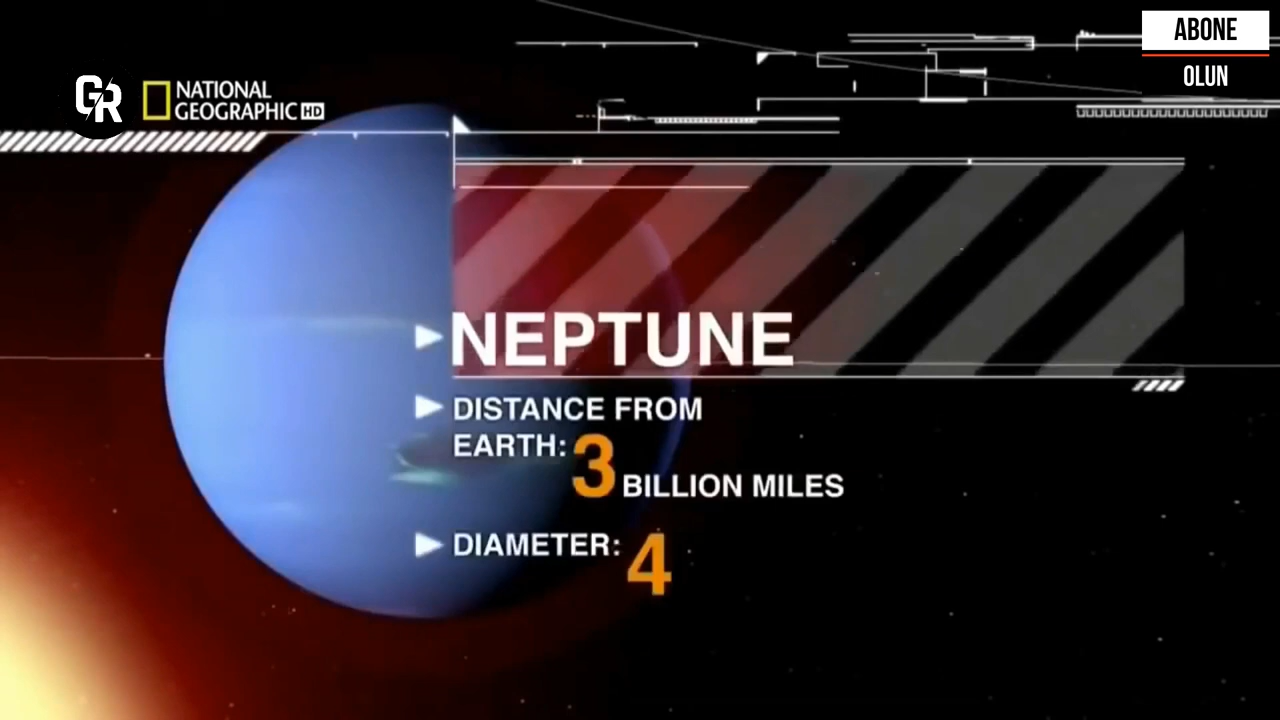 ABONE
OLUN
GR
NATIONAL
GEOGRAPHIC HD
NEPTUNE
DISTANCE FROM
EARTH: 3 BILLION MILES
DIAMETER: 4